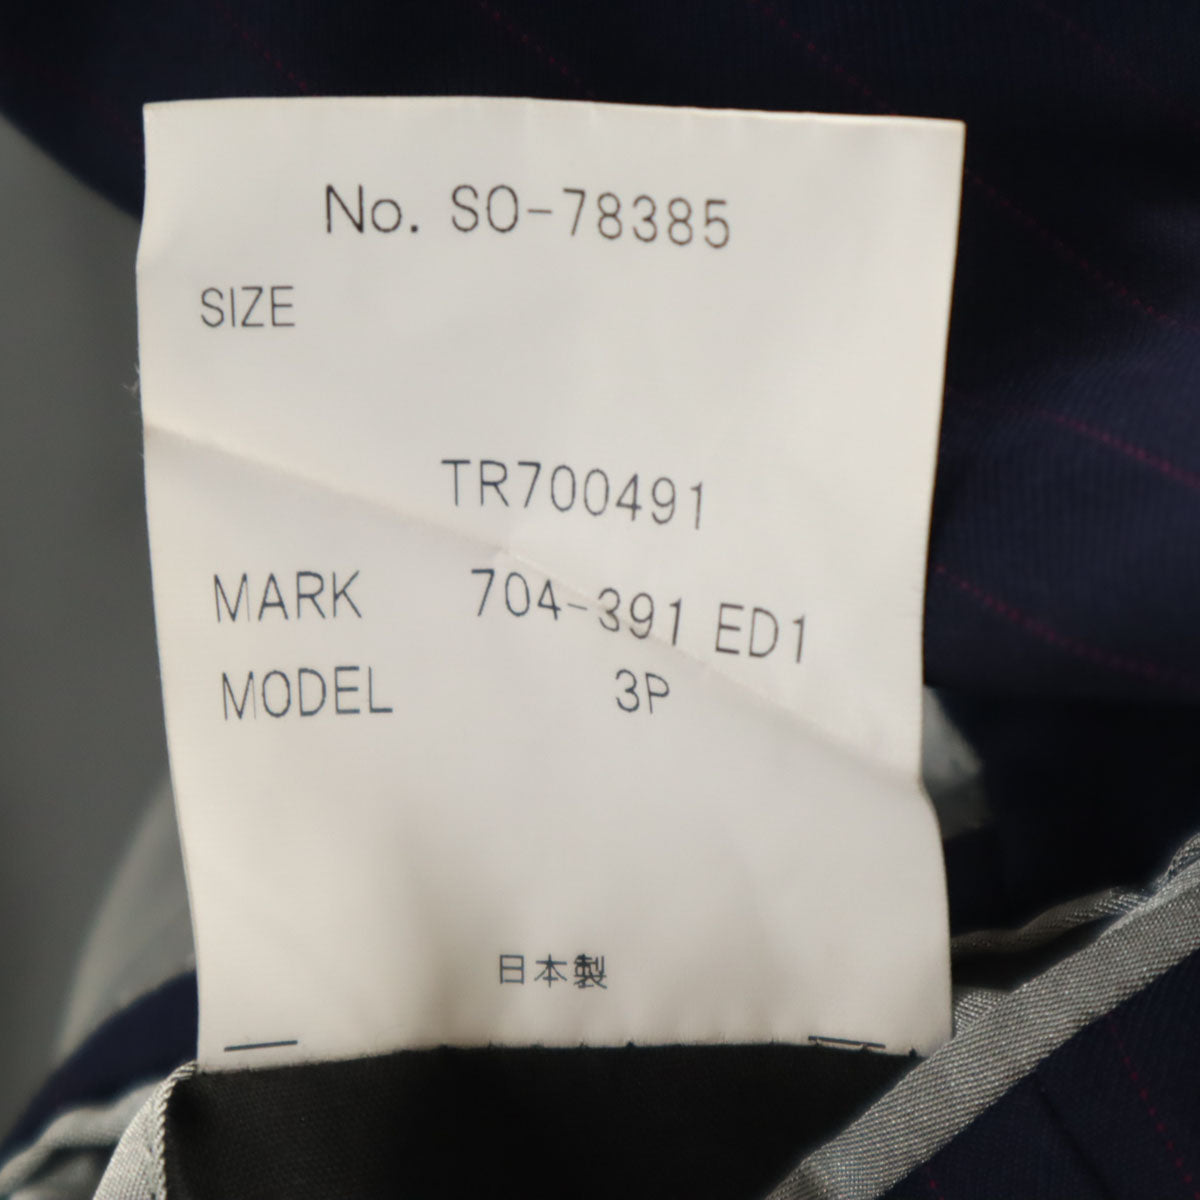 No. SO-78385
SIZE
TR700491
MARK 704-391 ED1
MODEL 3P
日本製